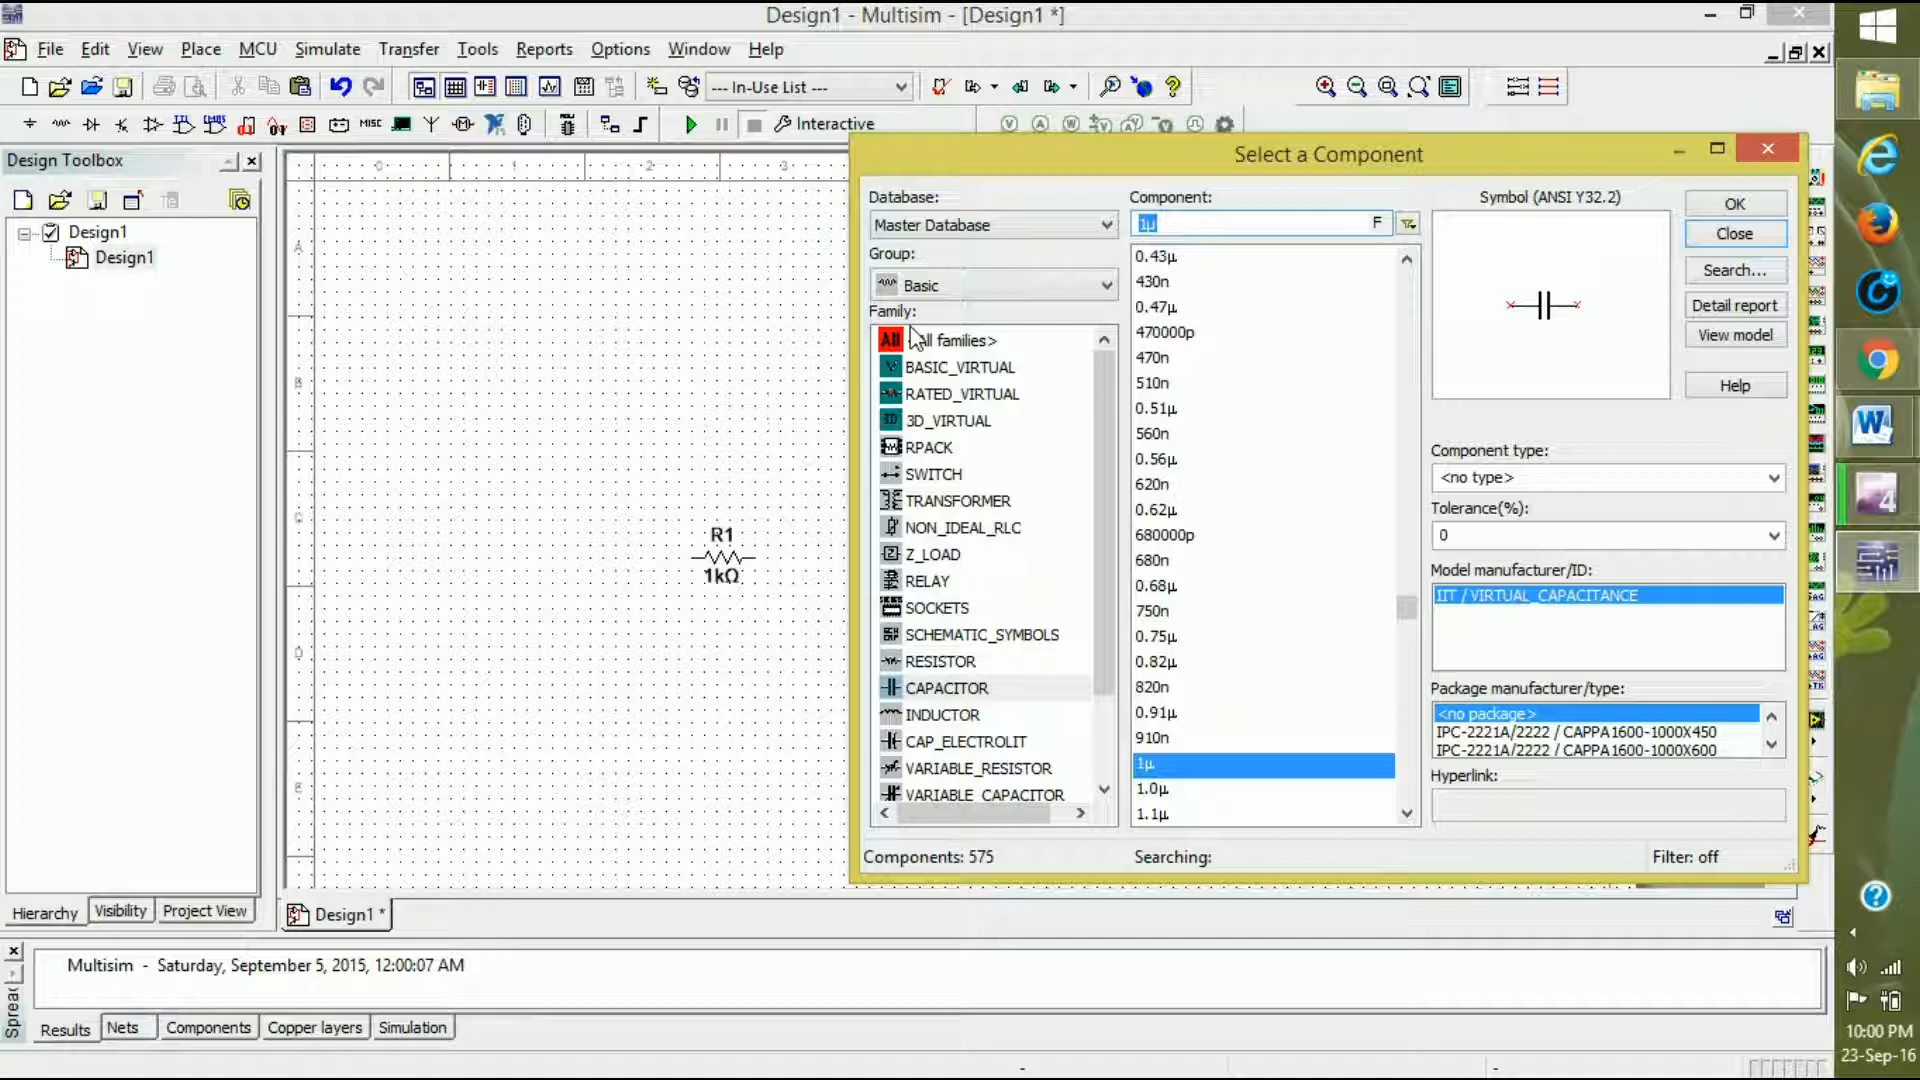 Design1 - Multisim - [Design1 *]
File Edit View Place MCU Simulate Transfer Tools Reports Options Window Help
--- In-Use List ---
MISC Interactive
Design Toolbox
Design1
Design1
0 1 2 3
A
B
C
D
E
R1
1kΩ
Select a Component
Database:
Master Database
Group:
Basic
Family:
All <All families>
BASIC_VIRTUAL
RATED_VIRTUAL
3D_VIRTUAL
RPACK
SWITCH
TRANSFORMER
NON_IDEAL_RLC
Z_LOAD
RELAY
SOCKETS
SCHEMATIC_SYMBOLS
RESISTOR
CAPACITOR
INDUCTOR
CAP_ELECTROLIT
VARIABLE_RESISTOR
VARIABLE_CAPACITOR
Component:
1µ F
0.43µ
430n
0.47µ
470000p
470n
510n
0.51µ
560n
0.56µ
620n
0.62µ
680000p
680n
0.68µ
750n
0.75µ
0.82µ
820n
0.91µ
910n
1µ
1.0µ
1.1µ
Symbol (ANSI Y32.2)
OK
Close
Search...
Detail report
View model
Help
Component type:
<no type>
Tolerance(%):
0
Model manufacturer/ID:
IIT / VIRTUAL_CAPACITANCE
Package manufacturer/type:
<no package>
IPC-2221A/2222 / CAPPA1600-1000X450
IPC-2221A/2222 / CAPPA1600-1000X600
Hyperlink:
Components: 575 Searching: Filter: off
Hierarchy Visibility Project View
Design1 *
Multisim - Saturday, September 5, 2015, 12:00:07 AM
Results Nets Components Copper layers Simulation
10:00 PM
23-Sep-16